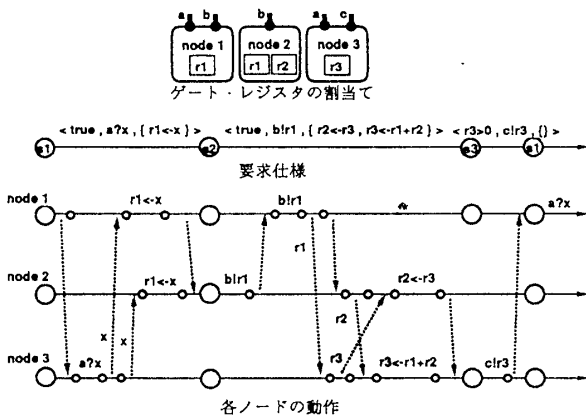 a b b a c
node 1 node 2 node 3
r1 r1 r2 r3
ゲート・レジスタの割当て
< true , a?x , { r1<-x } > < true , b!r1 , { r2<-r3 , r3<-r1+r2 } > < r3>0 , c!r3 , {} >
s1 s2 s3 s1
要求仕様
node 1
r1<-x b!r1 a?x
r1
node 2
r1<-x b!r1 r2<-r3
r2
x x r3
node 3
a?x r3<-r1+r2 c!r3
各ノードの動作